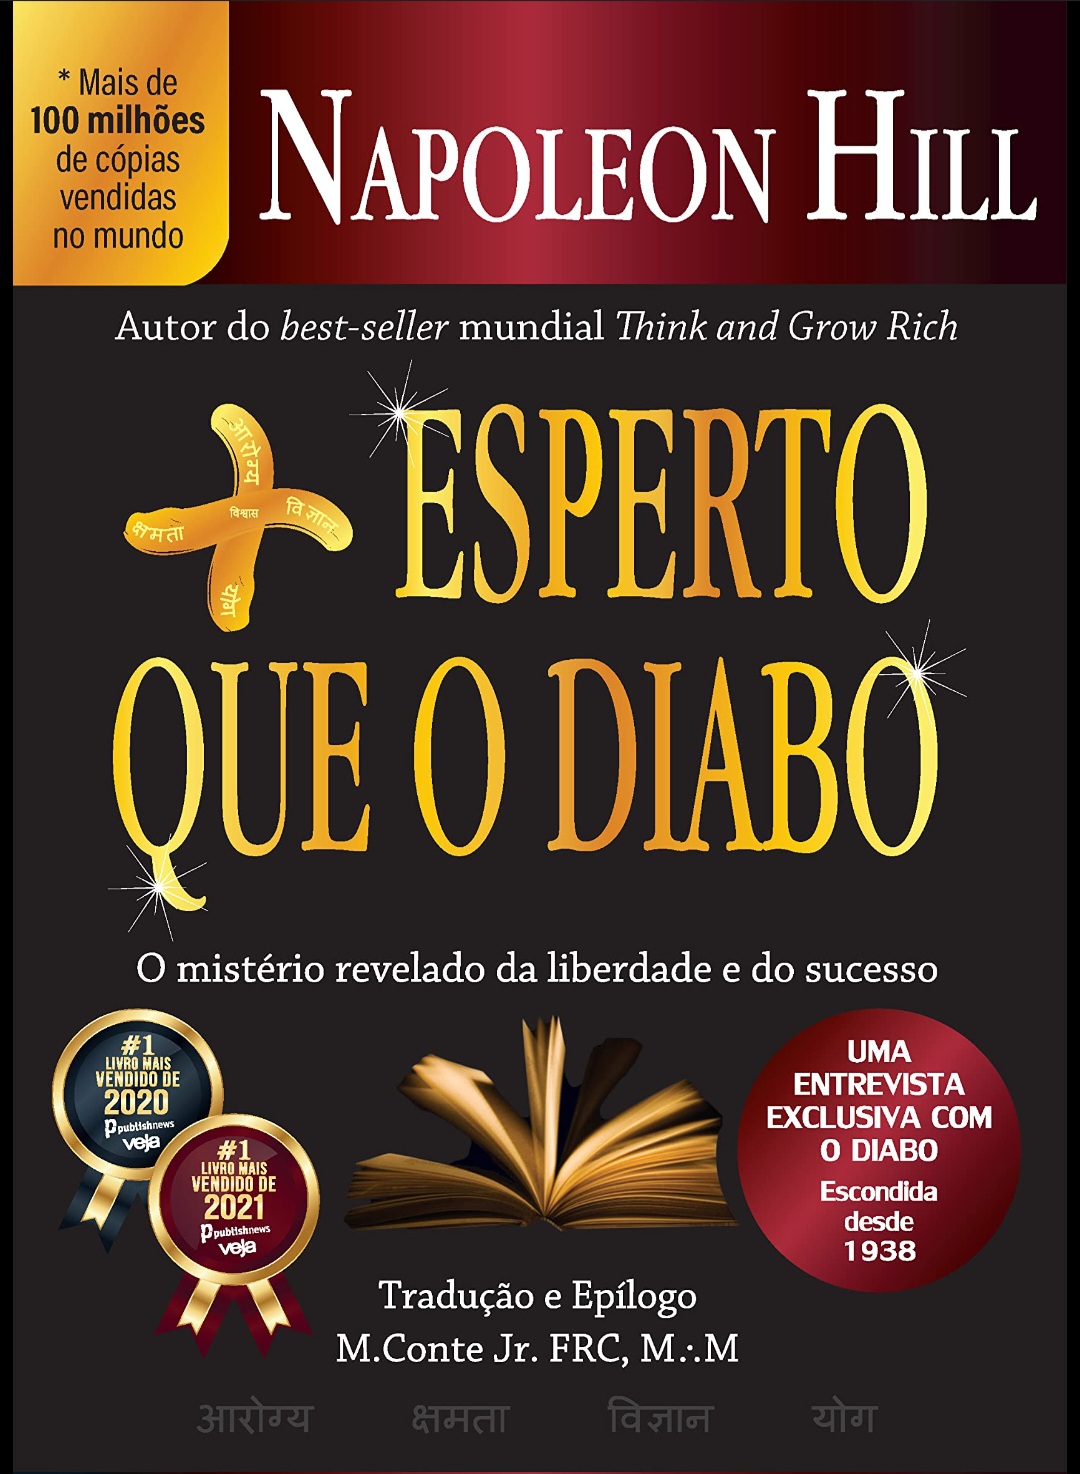 * Mais de
100 milhões
de cópias
vendidas
no mundo
NAPOLEON HILL
Autor do best-seller mundial Think and Grow Rich
आरोग्य
क्षमता
विश्वास
विज्ञान
योग
+ ESPERTO
QUE O DIABO
O mistério revelado da liberdade e do sucesso
#1
LIVRO MAIS
VENDIDO DE
2020
publishnews
veja
#1
LIVRO MAIS
VENDIDO DE
2021
publishnews
veja
UMA
ENTREVISTA
EXCLUSIVA COM
O DIABO
Escondida
desde
1938
Tradução e Epílogo
M.Conte Jr. FRC, M∴M
आरोग्य क्षमता विज्ञान योग